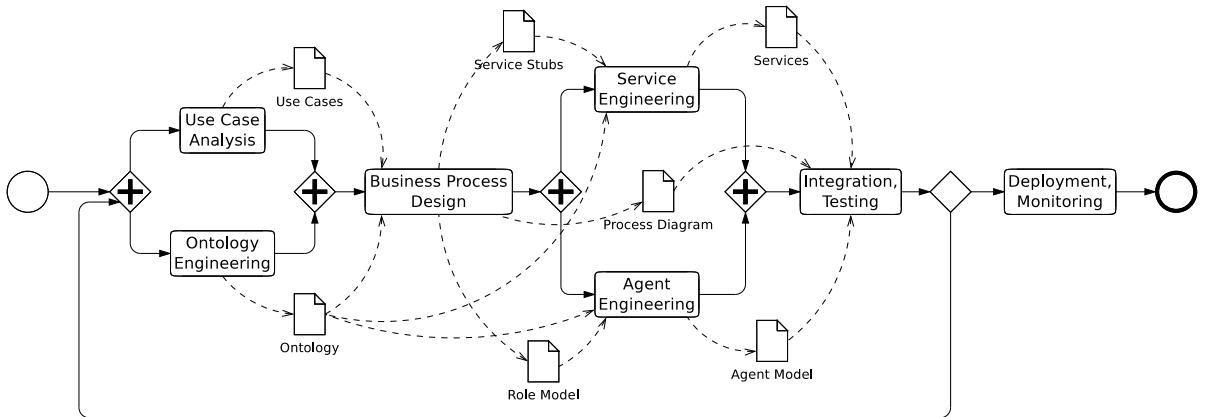 Service Stubs
Services
Service
Engineering
Use Cases
Use Case
Analysis
Business Process
Design
Integration,
Testing
Deployment,
Monitoring
Process Diagram
Ontology
Engineering
Agent
Engineering
Ontology
Role Model
Agent Model